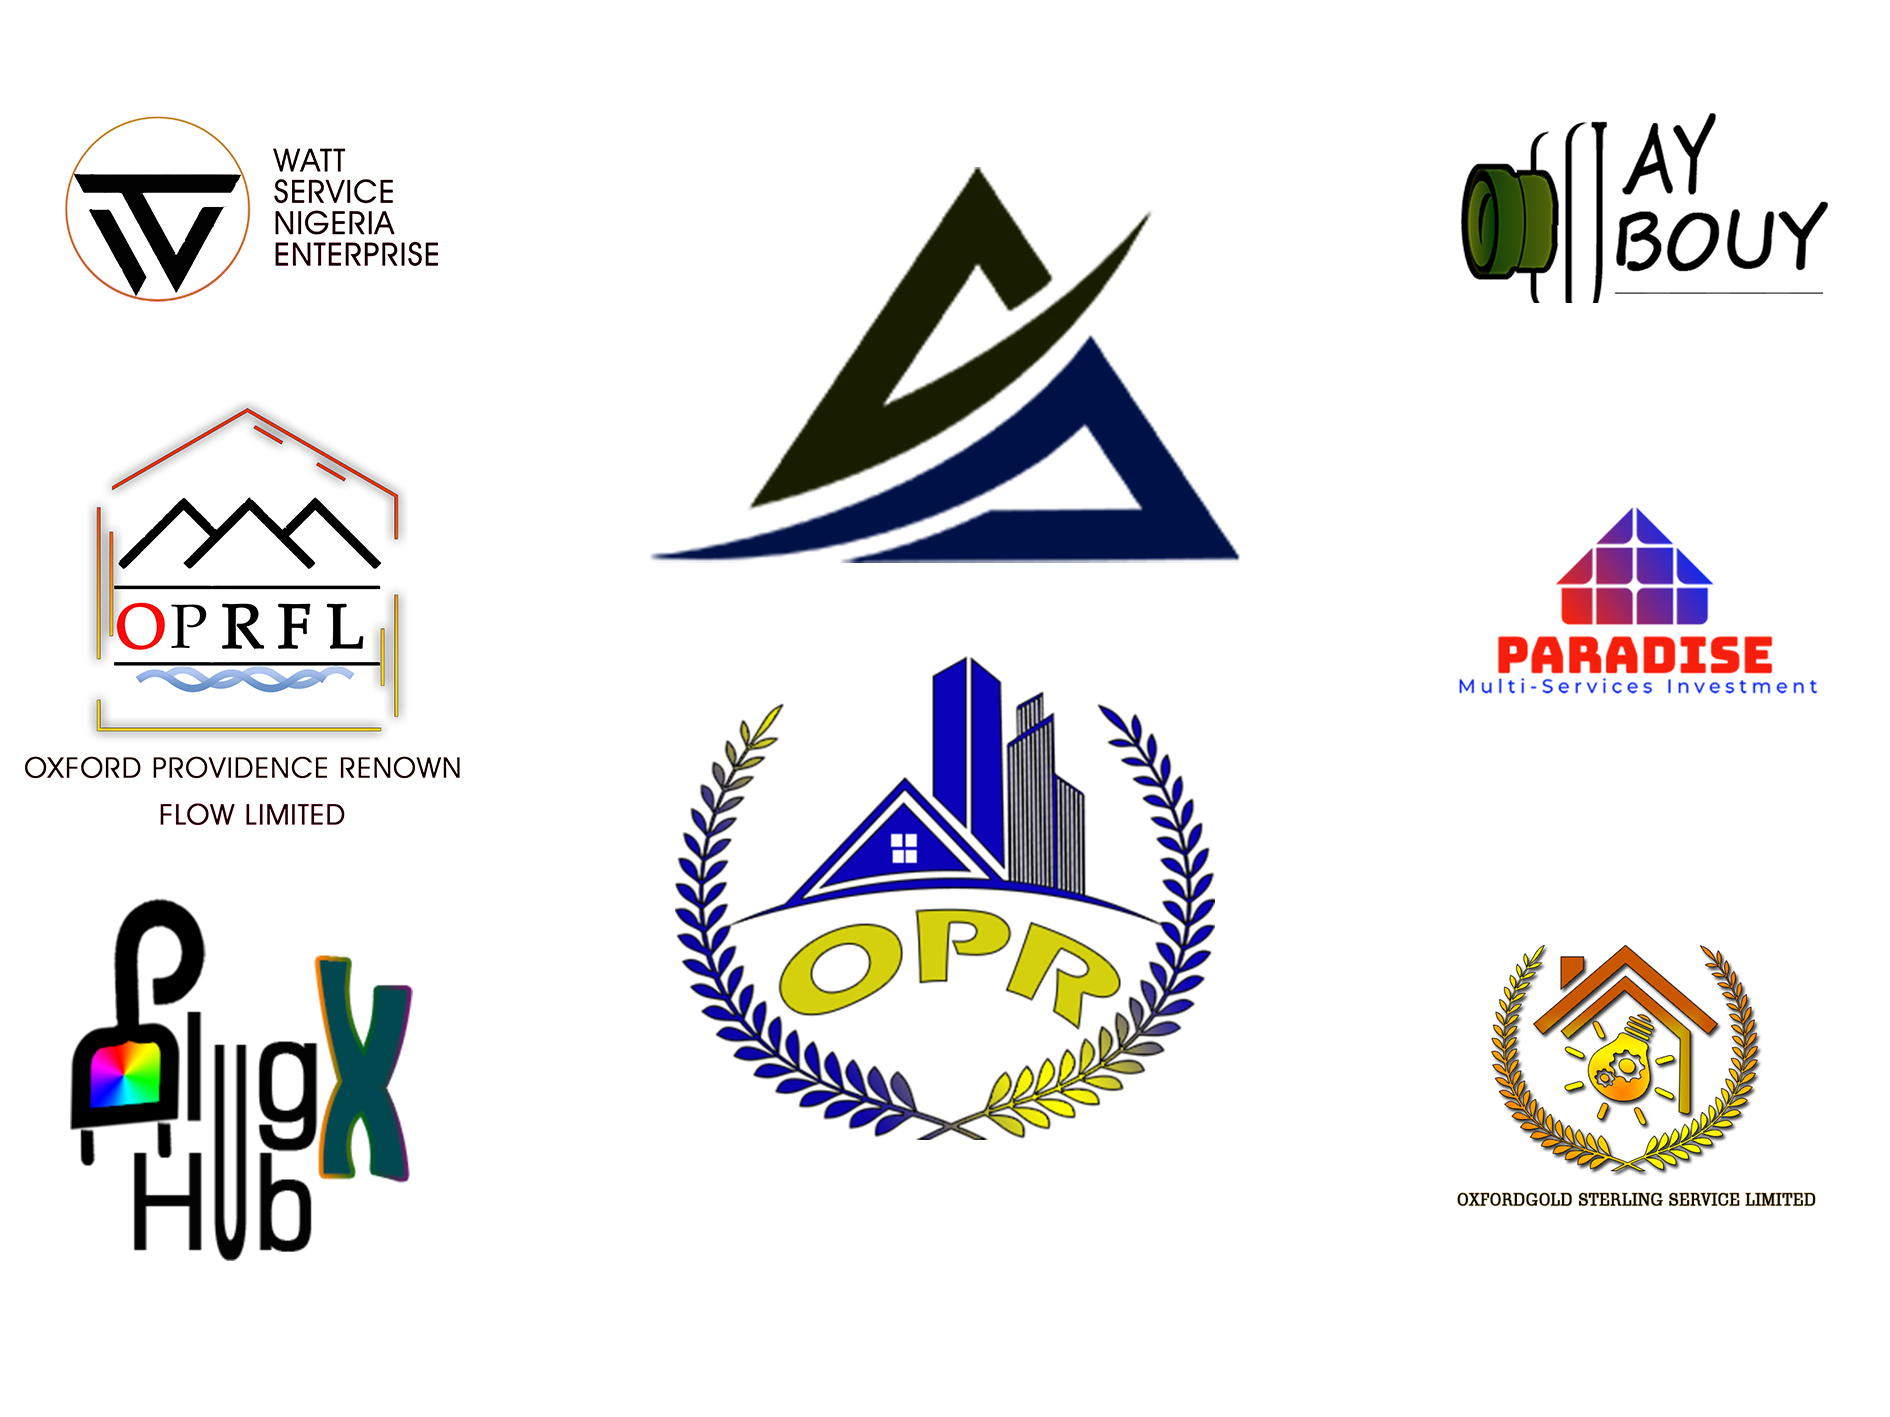 WATT
SERVICE
NIGERIA
ENTERPRISE
AY
BOUY
OPRFL
OXFORD PROVIDENCE RENOWN
FLOW LIMITED
PARADISE
Multi-Services Investment
OPR
Plug X
Hub
OXFORDGOLD STERLING SERVICE LIMITED